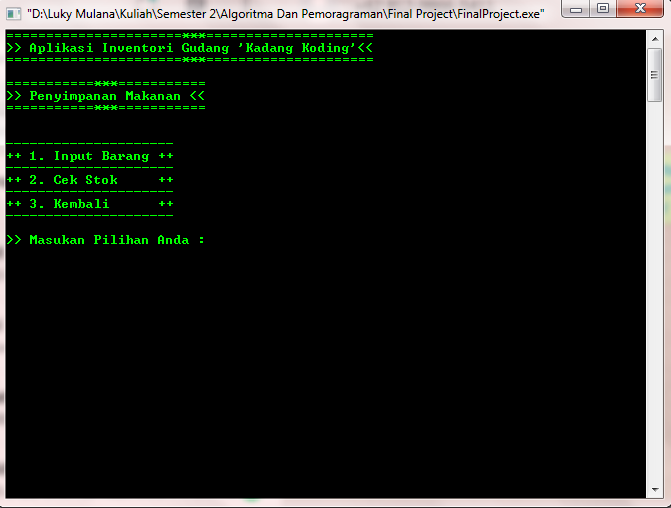 "D:\Luky Mulana\Kuliah\Semester 2\Algoritma Dan Pemoragraman\Final Project\FinalProject.exe"
======================***=====================
>> Aplikasi Inventori Gudang 'Kadang Koding'<<
======================***=====================
===========***===========
>> Penyimpanan Makanan <<
===========***===========
---------------------
++ 1. Input Barang ++
---------------------
++ 2. Cek Stok     ++
---------------------
++ 3. Kembali      ++
---------------------
>> Masukan Pilihan Anda :